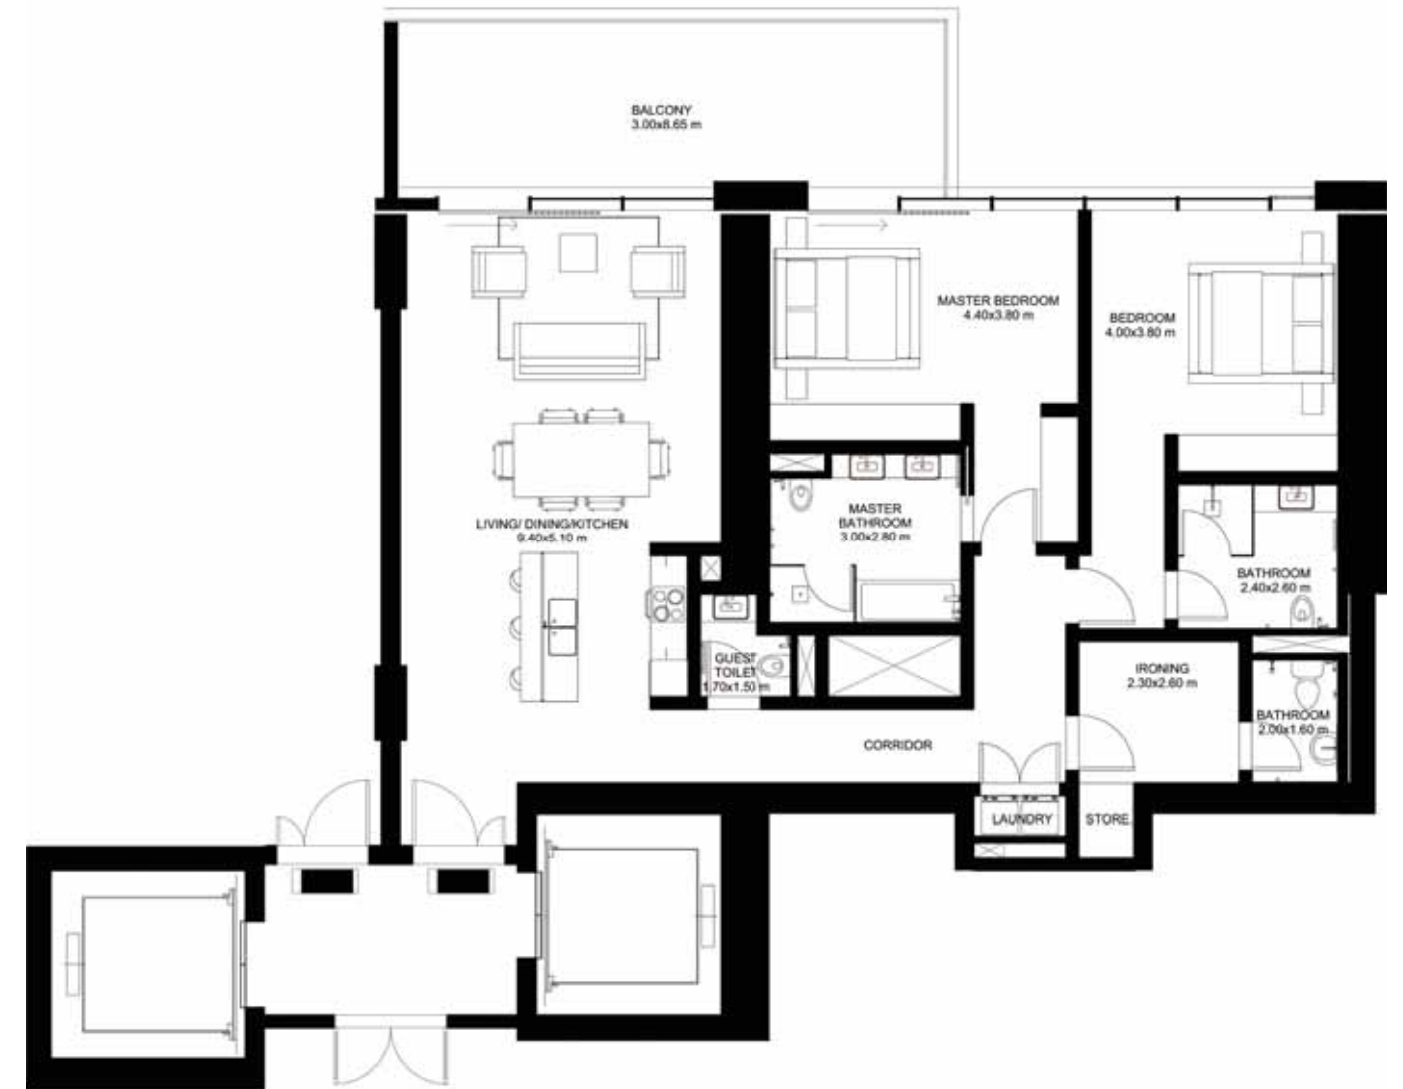 BALCONY
3.00x8.65 m
MASTER BEDROOM
4.40x3.80 m
BEDROOM
4.00x3.80 m
LIVING/ DINING/KITCHEN
9.40x5.10 m
MASTER
BATHROOM
3.00x2.80 m
BATHROOM
2.40x2.60 m
GUEST
TOILET
1.70x1.50 m
IRONING
2.30x2.60 m
BATHROOM
2.00x1.60 m
CORRIDOR
LAUNDRY
STORE.